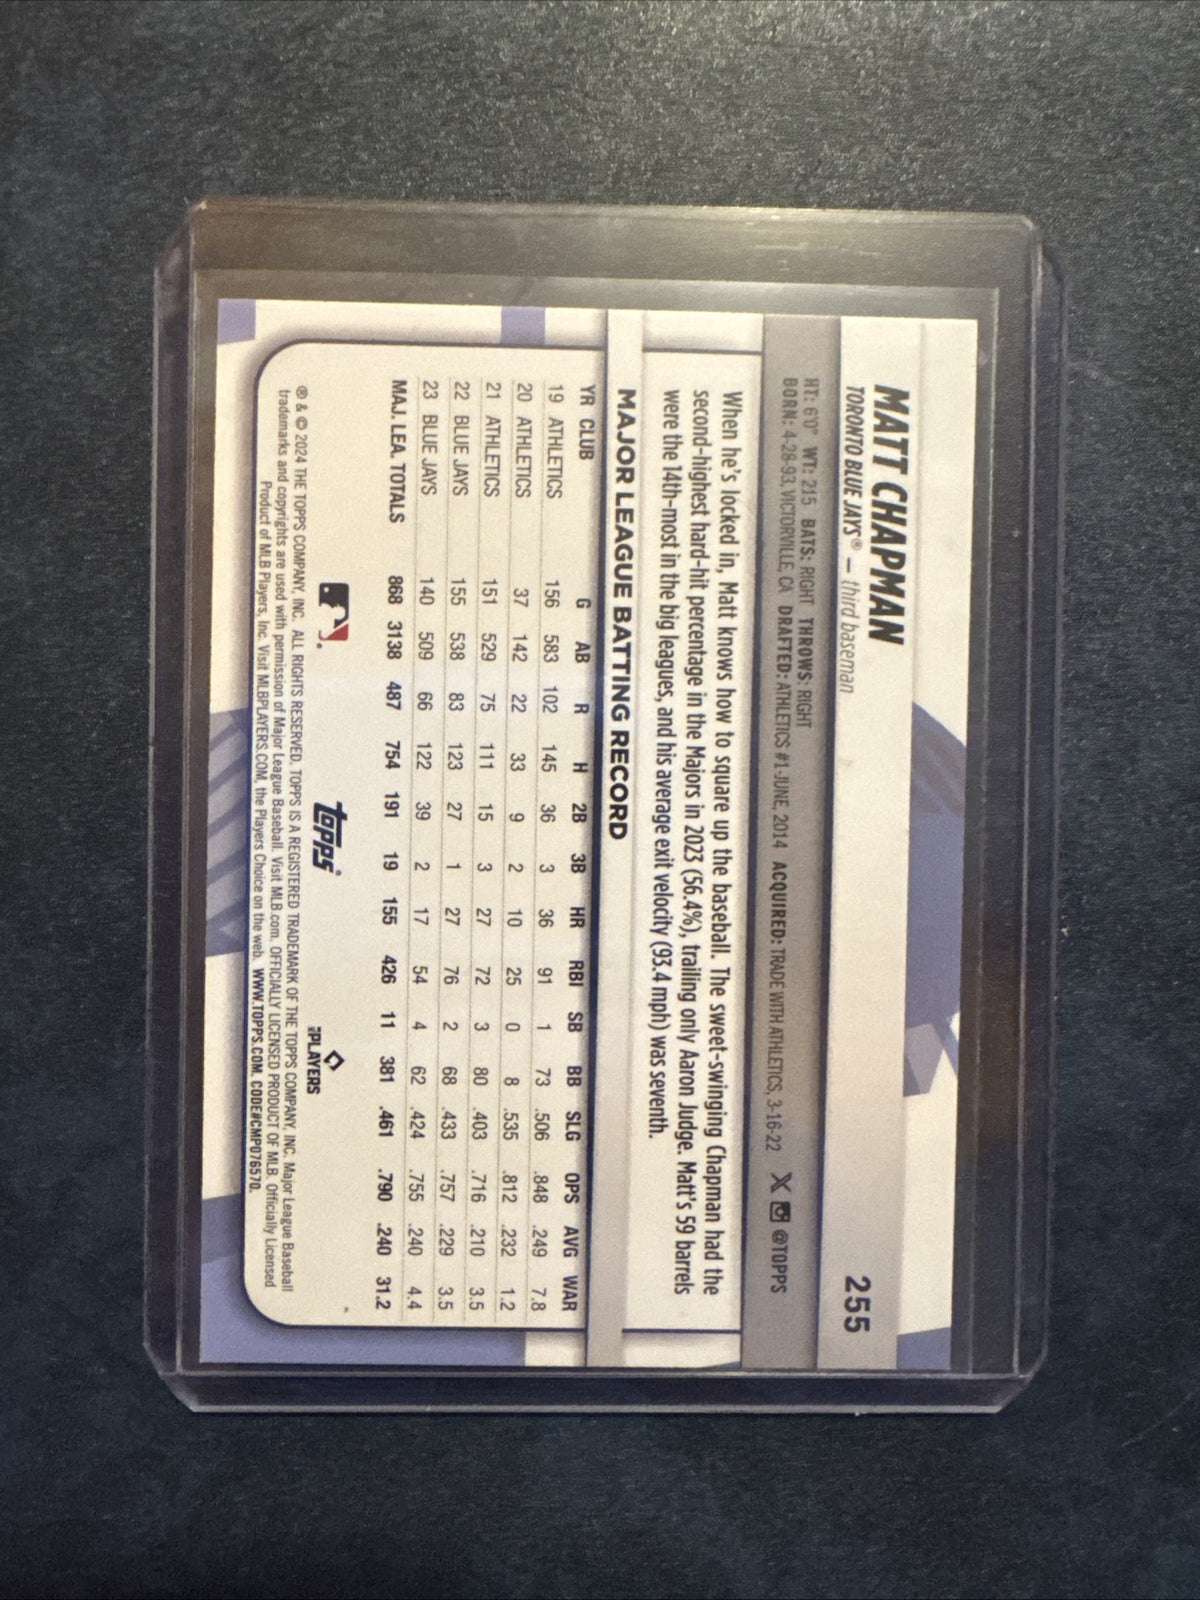 MATT CHAPMAN
255
TORONTO BLUE JAYS® – third baseman
HT: 6'0" WT: 215 BATS: RIGHT THROWS: RIGHT
BORN: 4-28-93, VICTORVILLE, CA DRAFTED: ATHLETICS #1-JUNE, 2014 ACQUIRED: TRADE WITH ATHLETICS, 3-16-22 X @TOPPS
When he's locked in, Matt knows how to square up the baseball. The sweet-swinging Chapman had the
second-highest hard-hit percentage in the Majors in 2023 (56.4%), trailing only Aaron Judge. Matt's 59 barrels
were the 14th-most in the big leagues, and his average exit velocity (93.4 mph) was seventh.
MAJOR LEAGUE BATTING RECORD
YR CLUB G AB R H 2B 3B HR RBI SB BB SLG OPS AVG WAR
19 ATHLETICS 156 583 102 145 36 3 36 91 1 73 .506 .848 .249 7.8
20 ATHLETICS 37 142 22 33 9 2 10 25 0 8 .535 .812 .232 1.2
21 ATHLETICS 151 529 75 111 15 3 27 72 3 80 .403 .716 .210 3.5
22 BLUE JAYS 155 538 83 123 27 1 27 76 2 68 .433 .757 .229 3.5
23 BLUE JAYS 140 509 66 122 39 2 17 54 4 62 .424 .755 .240 4.4
MAJ. LEA. TOTALS 868 3138 487 754 191 19 155 426 11 381 .461 .790 .240 31.2
topps®
PLAYERS
® & © 2024 THE TOPPS COMPANY, INC. ALL RIGHTS RESERVED. TOPPS IS A REGISTERED TRADEMARK OF THE TOPPS COMPANY, INC. Major League Baseball
trademarks and copyrights are used with permission of Major League Baseball. Visit MLB.com. OFFICIALLY LICENSED PRODUCT OF MLB. Officially Licensed
Product of MLB Players, Inc. Visit MLBPLAYERS.COM, the Players Choice on the web. WWW.TOPPS.COM. CODE#CMP076570.